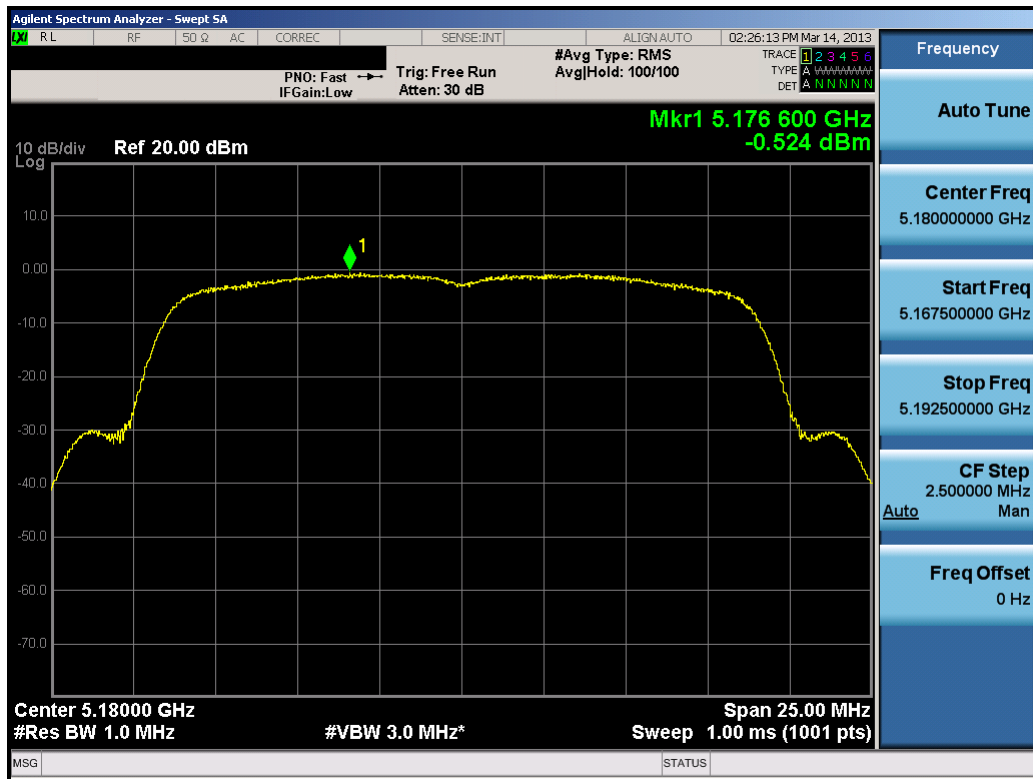 Agilent Spectrum Analyzer - Swept SA
LXI RL RF 50 Ω AC CORREC SENSE:INT ALIGNAUTO 02:26:13 PM Mar 14, 2013
PNO: Fast
IFGain:Low
Trig: Free Run
Atten: 30 dB
#Avg Type: RMS
Avg|Hold: 100/100
TRACE 1 2 3 4 5 6
TYPE A WWWWW
DET A N N N N N
Mkr1 5.176 600 GHz
-0.524 dBm
10 dB/div Ref 20.00 dBm
Log
10.0
0.00
-10.0
-20.0
-30.0
-40.0
-50.0
-60.0
-70.0
1
Center 5.18000 GHz Span 25.00 MHz
#Res BW 1.0 MHz #VBW 3.0 MHz* Sweep 1.00 ms (1001 pts)
MSG STATUS
Frequency
Auto Tune
Center Freq
5.180000000 GHz
Start Freq
5.167500000 GHz
Stop Freq
5.192500000 GHz
CF Step
2.500000 MHz
Auto Man
Freq Offset
0 Hz